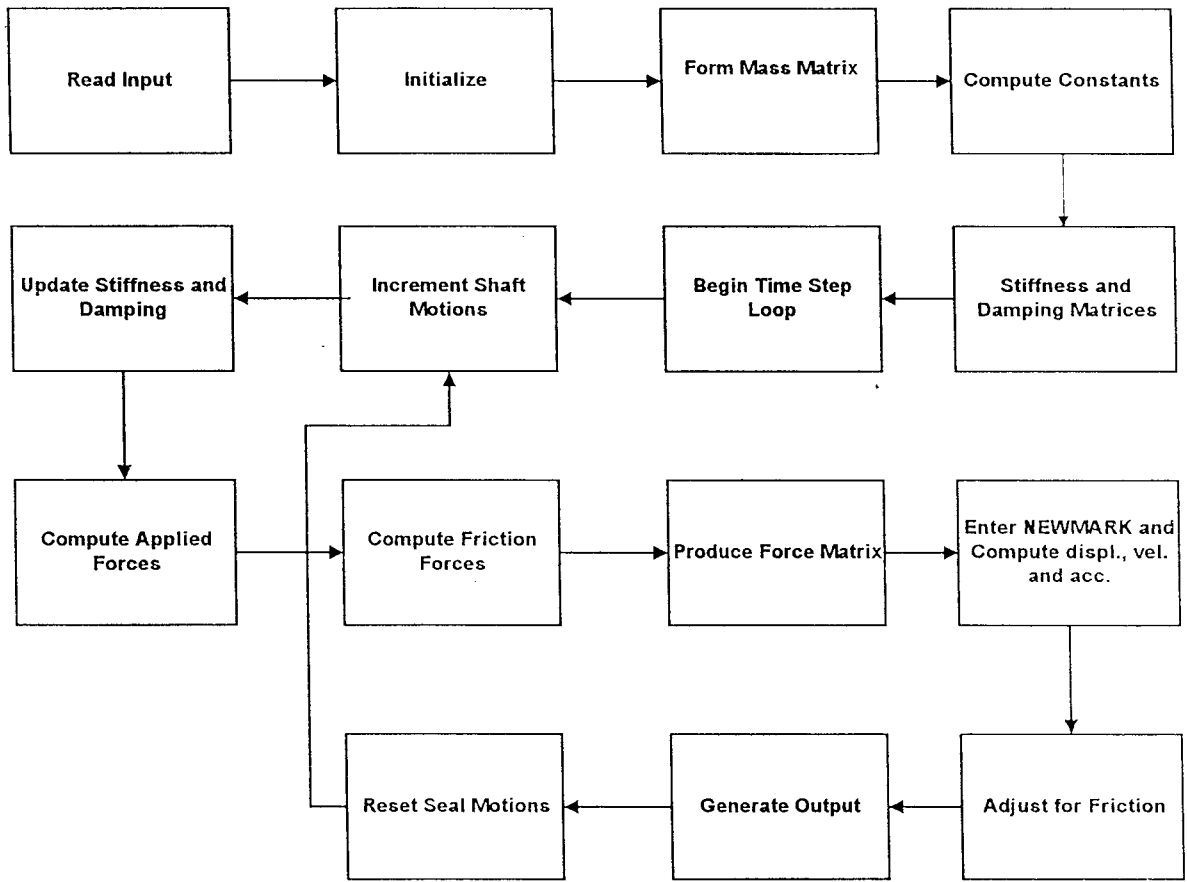 Read Input
Initialize
Form Mass Matrix
Compute Constants
Update Stiffness and
Damping
Increment Shaft
Motions
Begin Time Step
Loop
Stiffness and
Damping Matrices
Compute Applied
Forces
Compute Friction
Forces
Produce Force Matrix
Enter NEWMARK and
Compute displ., vel.
and acc.
Reset Seal Motions
Generate Output
Adjust for Friction